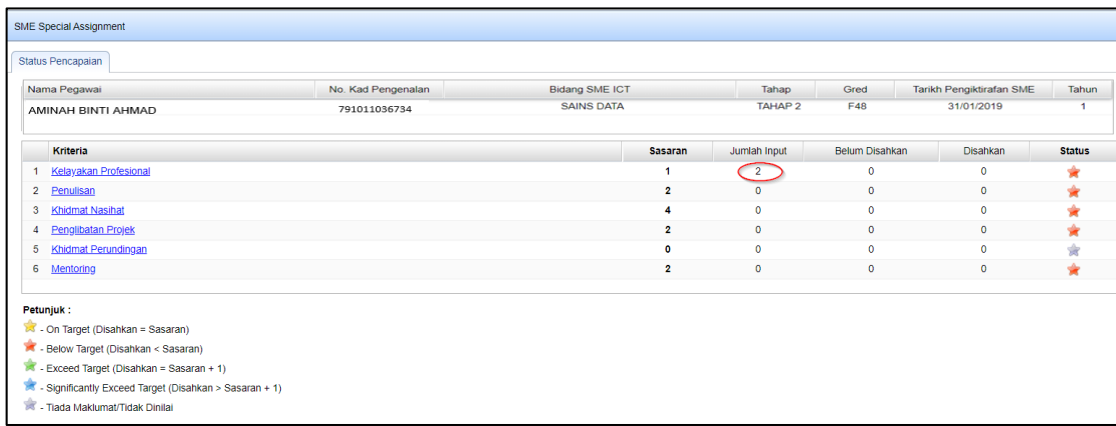 SME Special Assignment
Status Pencapaian
Nama Pegawai No. Kad Pengenalan Bidang SME ICT Tahap Gred Tarikh Pengiktirafan SME Tahun
AMINAH BINTI AHMAD 791011036734 SAINS DATA TAHAP 2 F48 31/01/2019 1
Kriteria Sasaran Jumlah Input Belum Disahkan Disahkan Status
1 Kelayakan Profesional 1 2 0 0
2 Penulisan 2 0 0 0
3 Khidmat Nasihat 4 0 0 0
4 Penglibatan Projek 2 0 0 0
5 Khidmat Perundingan 0 0 0 0
6 Mentoring 2 0 0 0
Petunjuk :
- On Target (Disahkan = Sasaran)
- Below Target (Disahkan < Sasaran)
- Exceed Target (Disahkan = Sasaran + 1)
- Significantly Exceed Target (Disahkan > Sasaran + 1)
- Tiada Maklumat/Tidak Dinilai